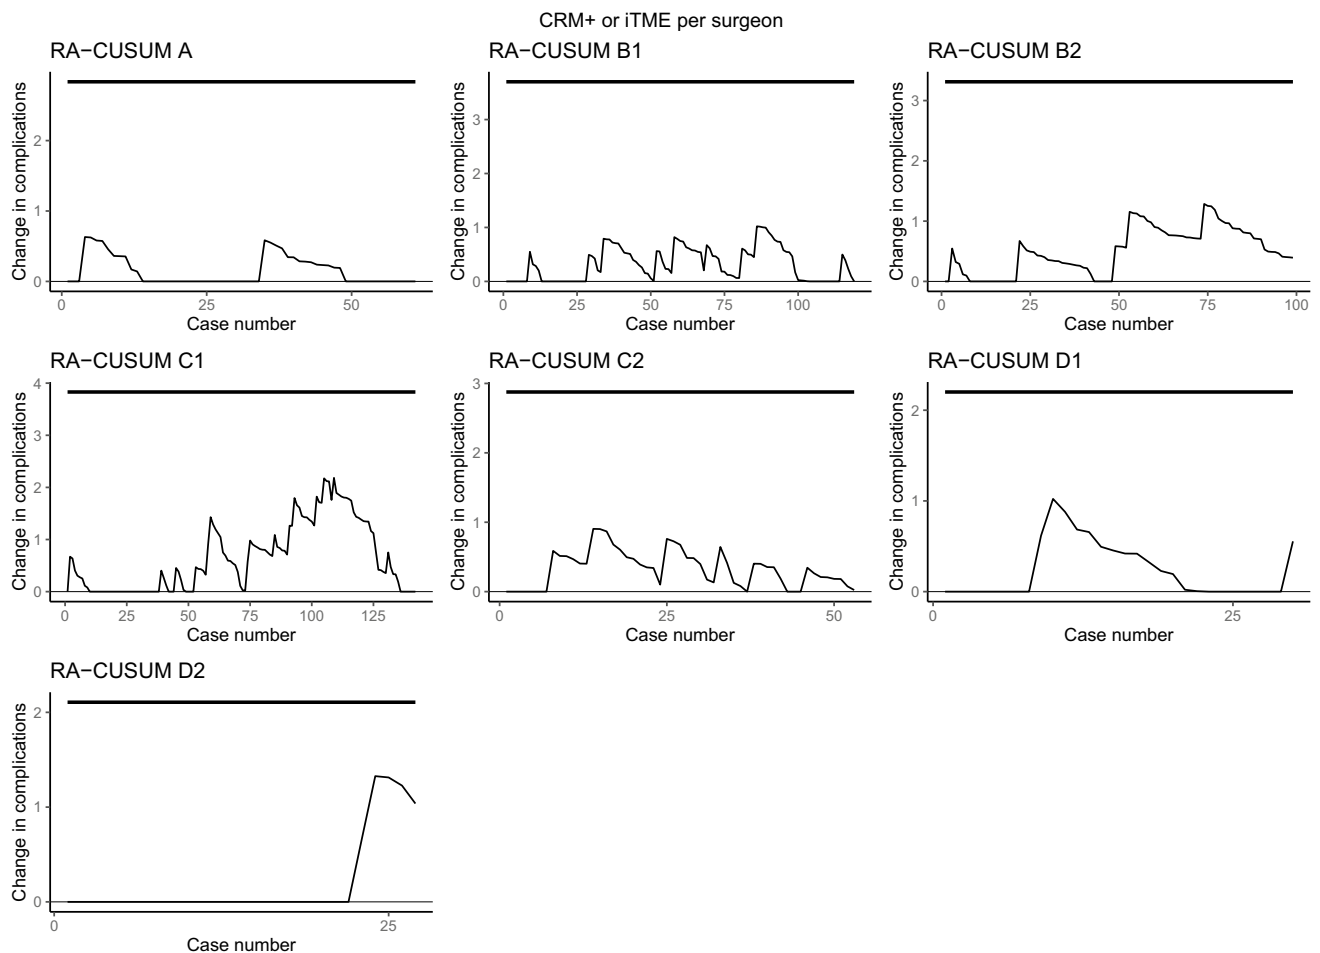 CRM+ or iTME per surgeon
RA−CUSUM A
Change in complications
2
1
0
0
25
50
Case number
RA−CUSUM B1
Change in complications
3
2
1
0
0
25
50
75
100
Case number
RA−CUSUM B2
Change in complications
3
2
1
0
0
25
50
75
100
Case number
RA−CUSUM C1
Change in complications
4
3
2
1
0
0
25
50
75
100
125
Case number
RA−CUSUM C2
Change in complications
3
2
1
0
0
25
50
Case number
RA−CUSUM D1
Change in complications
2
1
0
0
25
Case number
RA−CUSUM D2
Change in complications
2
1
0
0
25
Case number